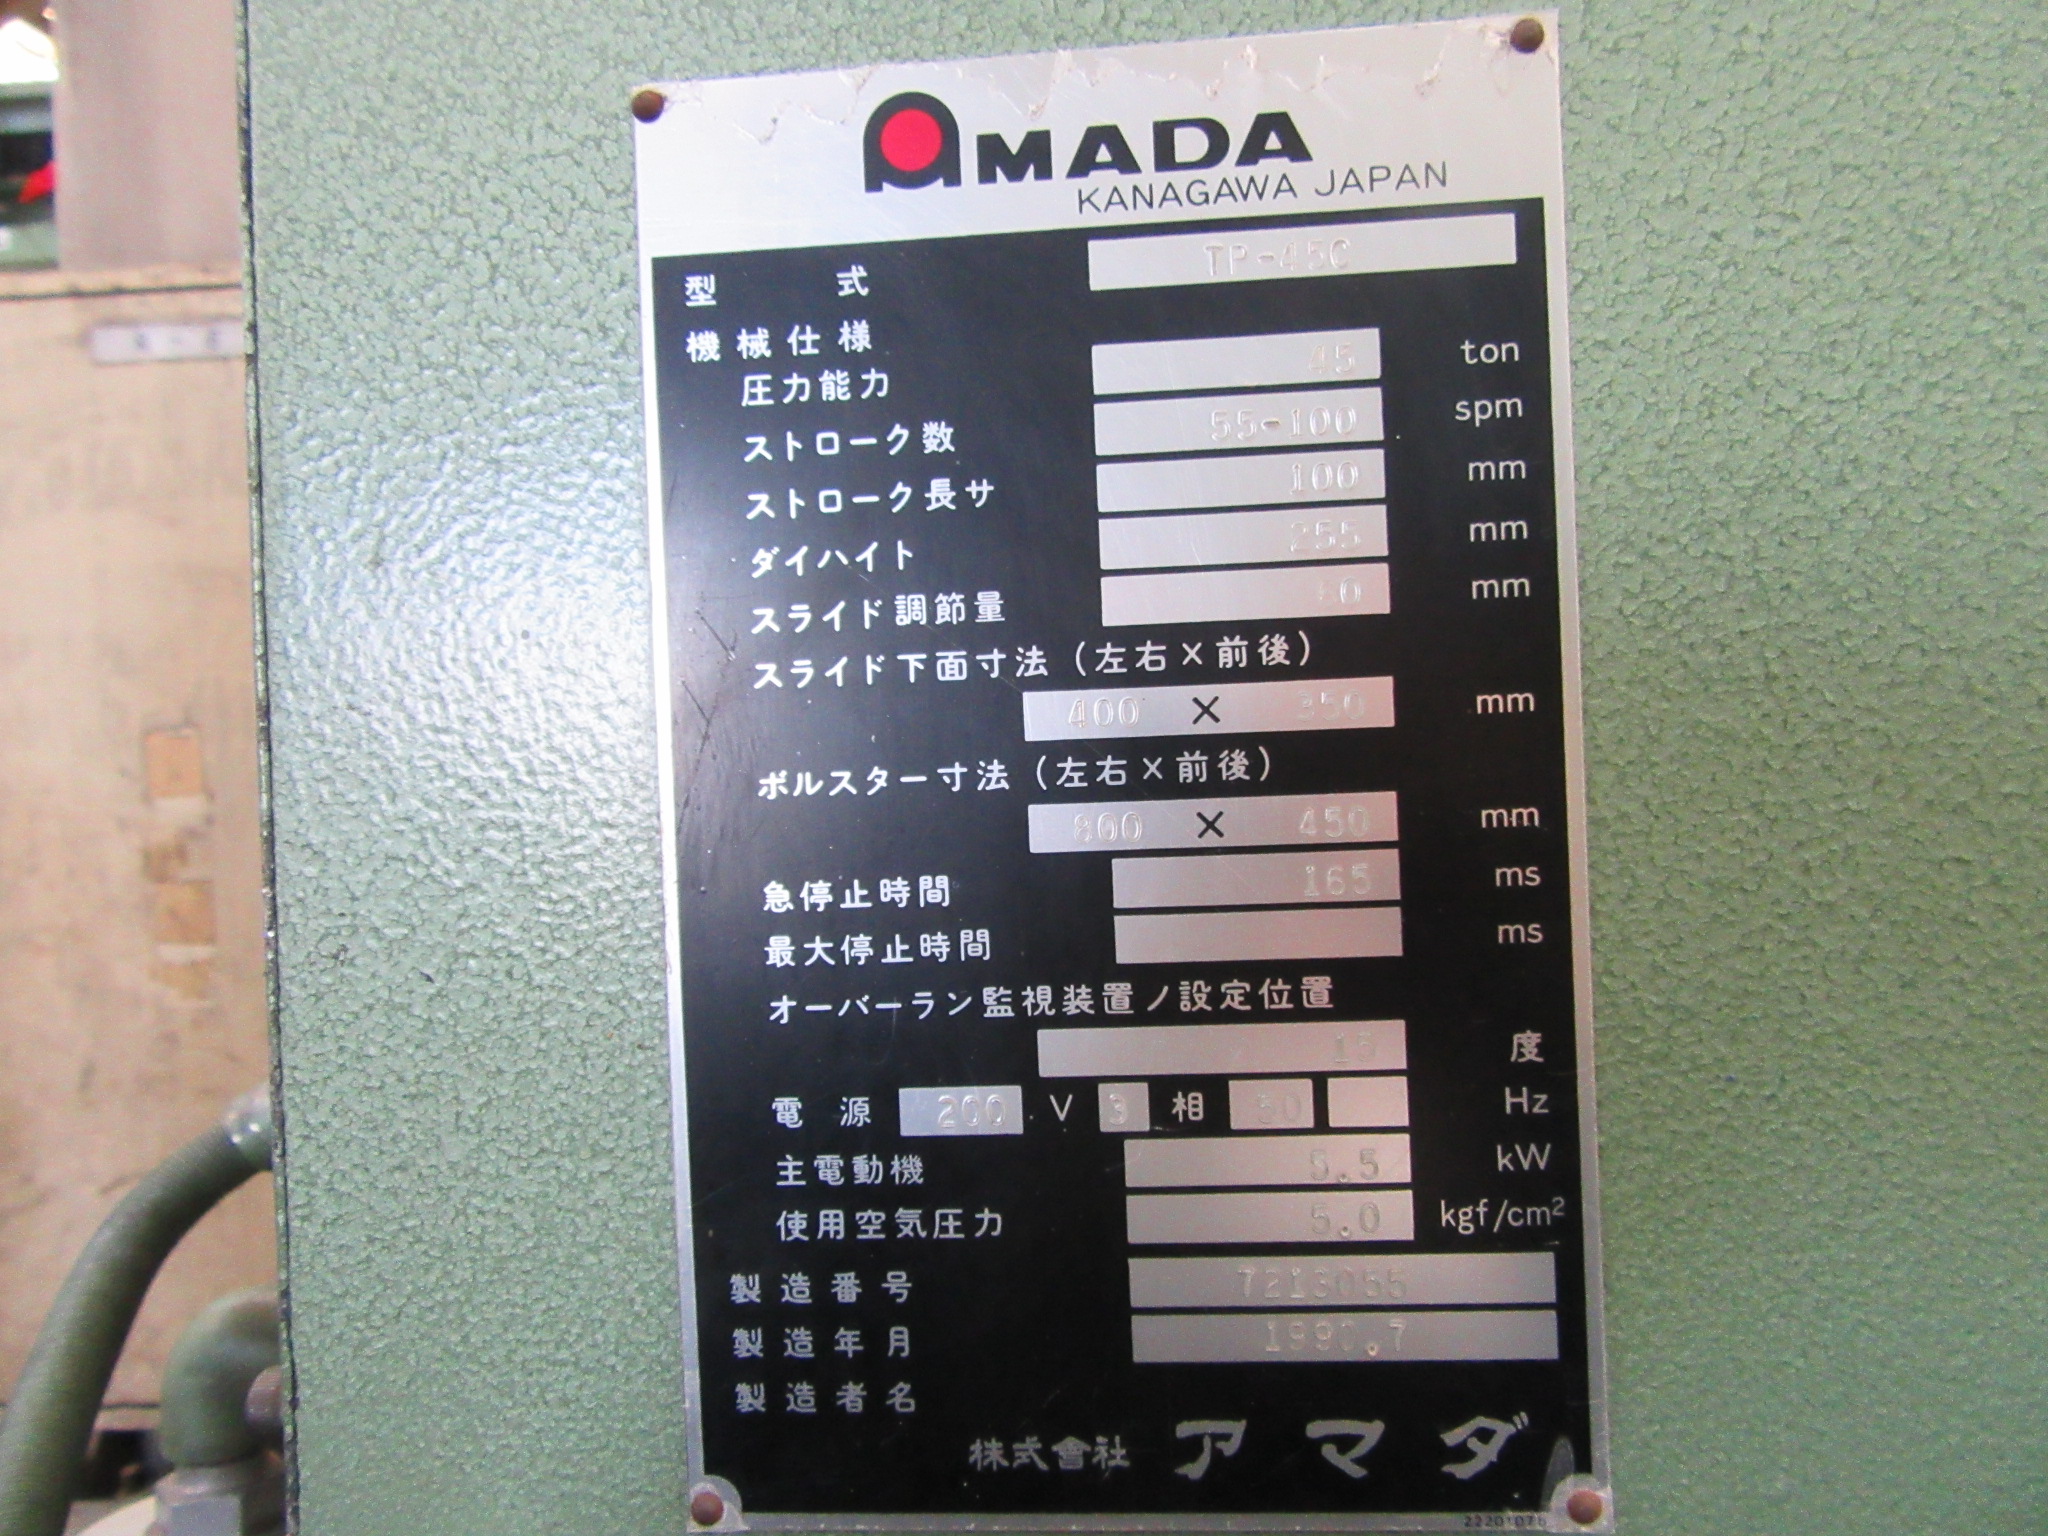 AMADA
KANAGAWA JAPAN
型式 TP-45C
機械仕様
圧力能力 45 ton
ストローク数 55-100 spm
ストローク長サ 100 mm
ダイハイト 255 mm
スライド調節量 mm
スライド下面寸法(左右×前後)
400 × 350 mm
ボルスター寸法(左右×前後)
800 × 450 mm
急停止時間 165 ms
最大停止時間 ms
オーバーラン監視装置ノ設定位置
15 度
電源 200 V 3 相 Hz
主電動機 5.5 kW
使用空気圧力 5.0 kgf/cm²
製造番号 7213055
製造年月 1990.7
製造者名
株式會社 アマダ